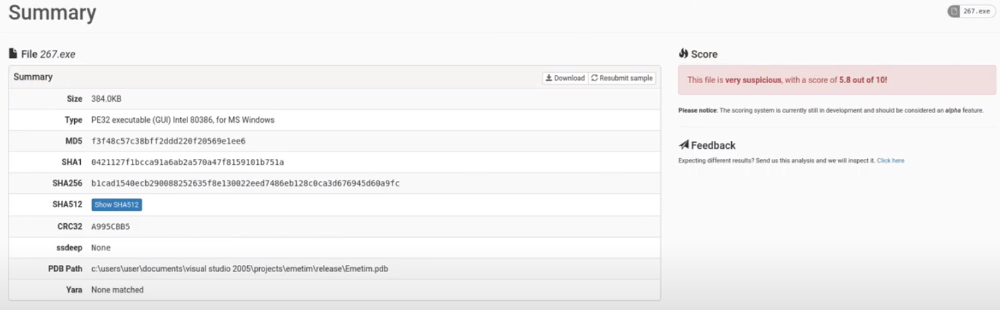 Summary
267.exe
File 267.exe
Summary
Download
Resubmit sample
Size 384.0KB
Type PE32 executable (GUI) Intel 80386, for MS Windows
MD5 f3f48c57c38bff2ddd220f20569e1ee6
SHA1 0421127f1bcca91a6ab2a570a47f8159101b751a
SHA256 b1cad1540ecb290088252635f8e130022eed7486eb128c0ca3d676945d60a9fc
SHA512 Show SHA512
CRC32 A995CBB5
ssdeep None
PDB Path c:\users\user\documents\visual studio 2005\projects\emetim\release\Emetim.pdb
Yara None matched
Score
This file is very suspicious, with a score of 5.8 out of 10!
Please notice: The scoring system is currently still in development and should be considered an alpha feature.
Feedback
Expecting different results? Send us this analysis and we will inspect it. Click here